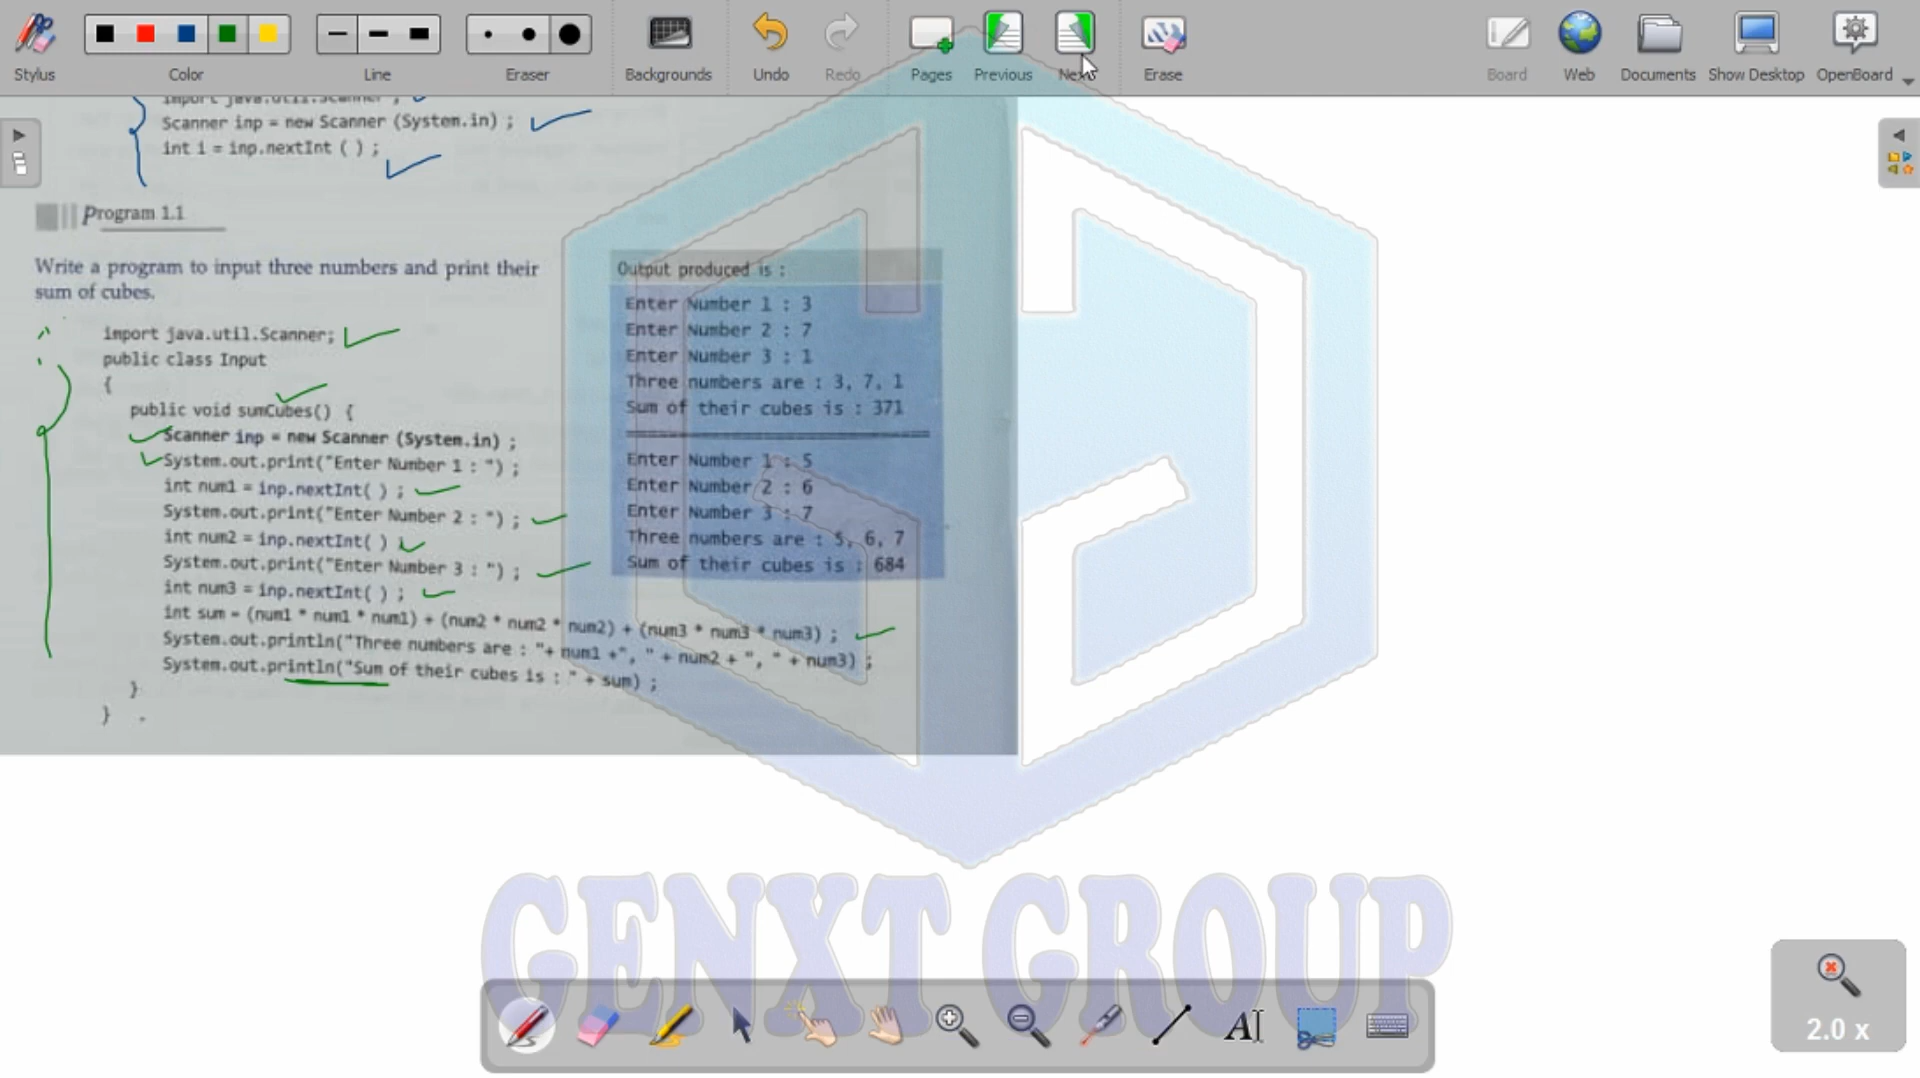 Stylus
Color
Line
Eraser
Backgrounds
Undo
Redo
Pages
Previous
Next
Erase
Board
Web
Documents
Show Desktop
OpenBoard
import java.util.Scanner ;
Scanner inp = new Scanner (System.in) ;
int i = inp.nextInt ( ) ;
Program 1.1
Write a program to input three numbers and print their
sum of cubes.
import java.util.Scanner;
public class Input
{
public void sumCubes() {
Scanner inp = new Scanner (System.in) ;
System.out.print("Enter Number 1 : ") ;
int num1 = inp.nextInt( ) ;
System.out.print("Enter Number 2 : ") ;
int num2 = inp.nextInt( )
System.out.print("Enter Number 3 : ") ;
int num3 = inp.nextInt( ) ;
int sum = (num1 * num1 * num1) + (num2 * num2 * num2) + (num3 * num3 * num3) ;
System.out.println("Three numbers are : "+ num1 +", " + num2 + ", " + num3) ;
System.out.println("Sum of their cubes is : " + sum) ;
}
}
Output produced is :
Enter Number 1 : 3
Enter Number 2 : 7
Enter Number 3 : 1
Three numbers are : 3, 7, 1
Sum of their cubes is : 371
Enter Number 1 : 5
Enter Number 2 : 6
Enter Number 3 : 7
Three numbers are : 5, 6, 7
Sum of their cubes is : 684
GENXT GROUP
2.0 x